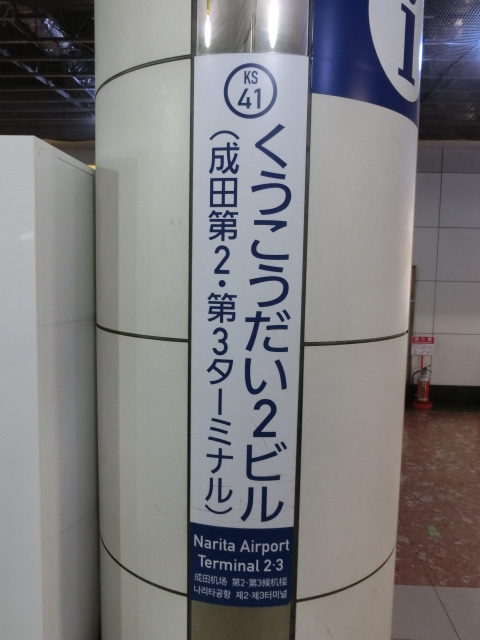 KS
41
くうこうだい2ビル
(成田第2・第3ターミナル)
Narita Airport
Terminal 2·3
成田机场 第2·第3候机楼
나리타공항 제2·제3터미널
i